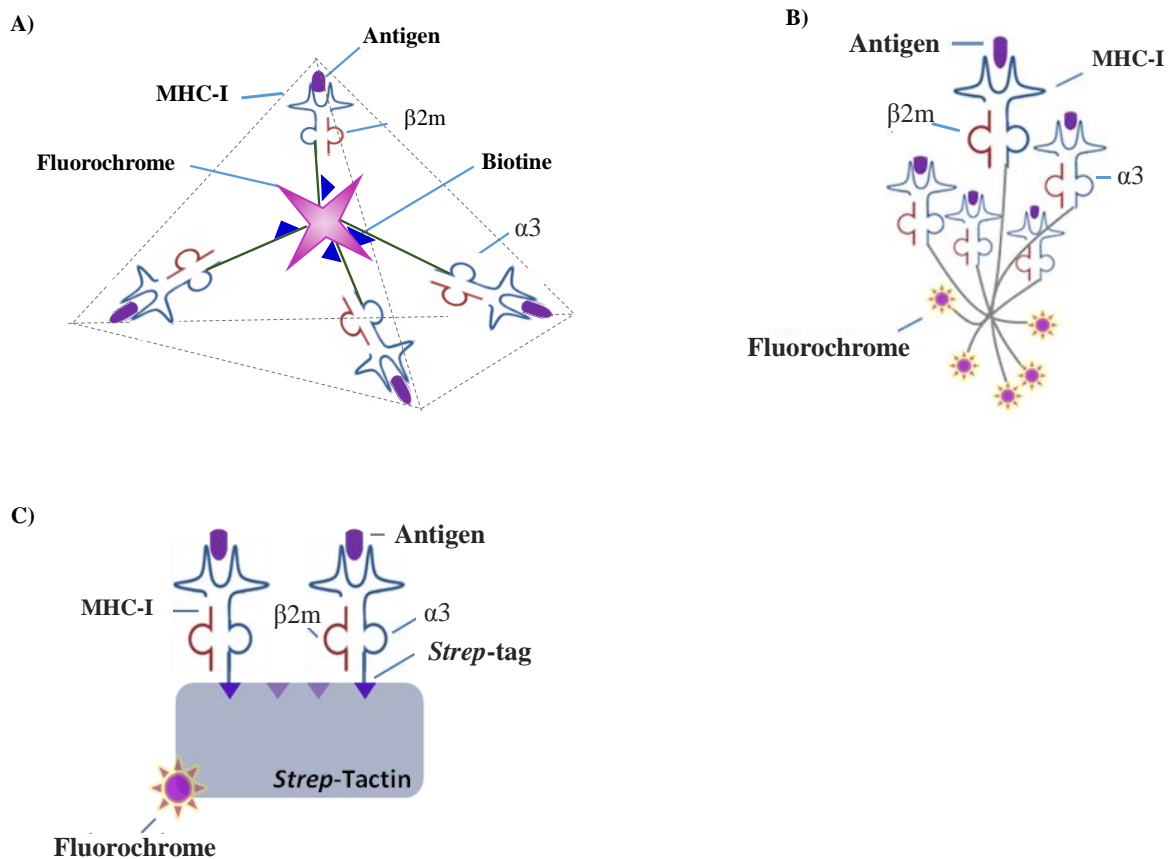 A)
Antigen
MHC-I
β2m
Fluorochrome
Biotine
α3
B)
Antigen
MHC-I
β2m
α3
Fluorochrome
C)
Antigen
MHC-I
β2m
α3
Strep-tag
Strep-Tactin
Fluorochrome